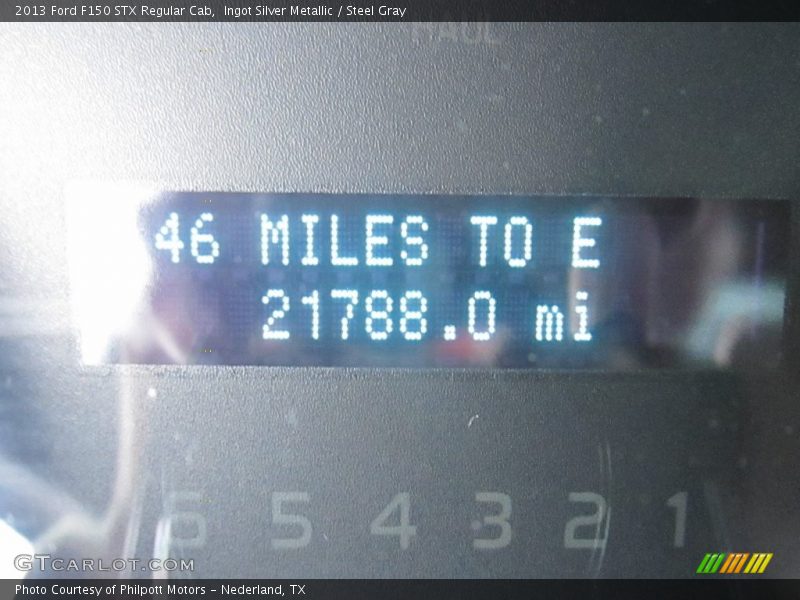 2013 Ford F150 STX Regular Cab,  Ingot Silver Metallic / Steel Gray
HAUL
46 MILES TO E
21788.0 mi
6 5 4 3 2 1
GTCARLOT.COM
Photo Courtesy of Philpott Motors - Nederland, TX